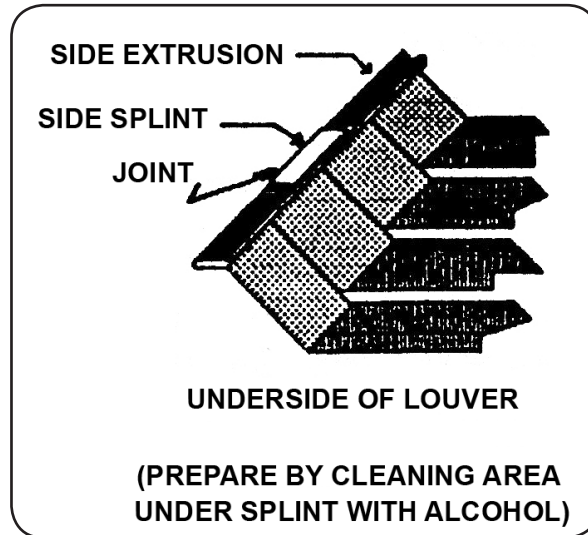 SIDE EXTRUSION
SIDE SPLINT
JOINT
UNDERSIDE OF LOUVER
(PREPARE BY CLEANING AREA
UNDER SPLINT WITH ALCOHOL)